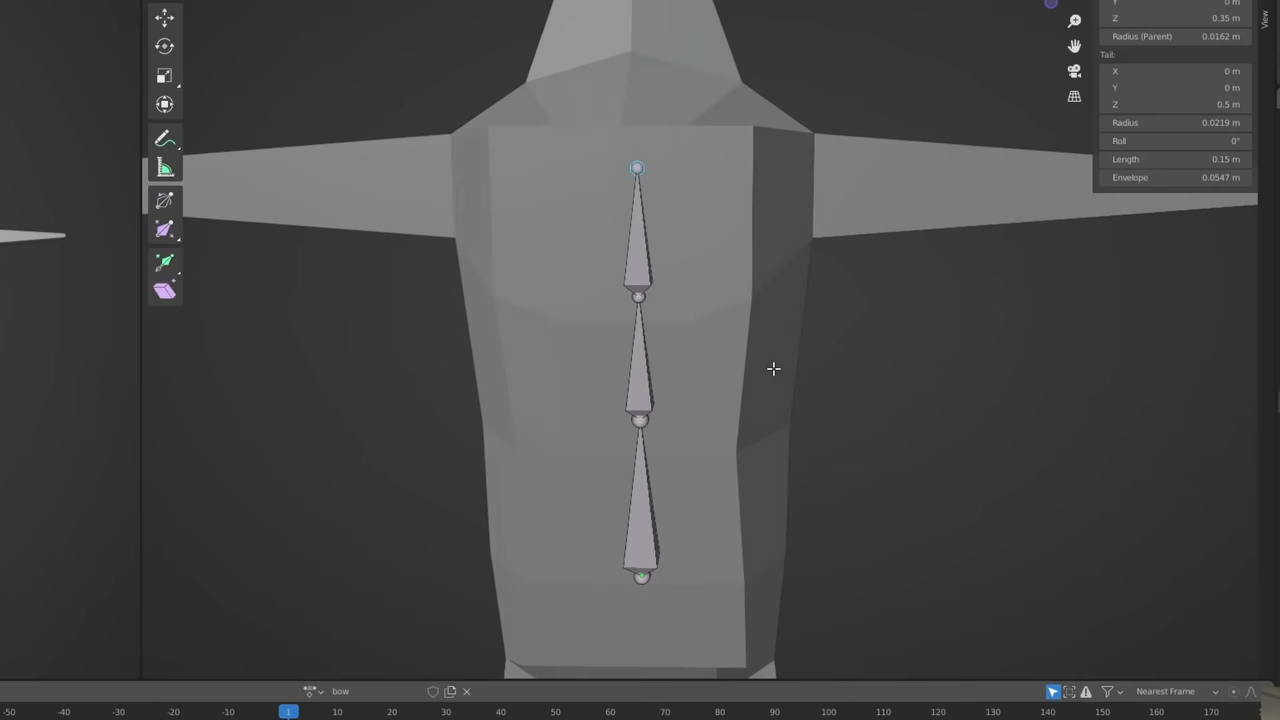 Y 0 m
Z 0.35 m
Radius (Parent) 0.0162 m
Tail:
X 0 m
Y 0 m
Z 0.5 m
Radius 0.0219 m
Roll 0°
Length 0.15 m
Envelope 0.0547 m
View
bow
Nearest Frame
-50 -40 -30 -20 -10 1 10 20 30 40 50 60 70 80 90 100 110 120 130 140 150 160 170